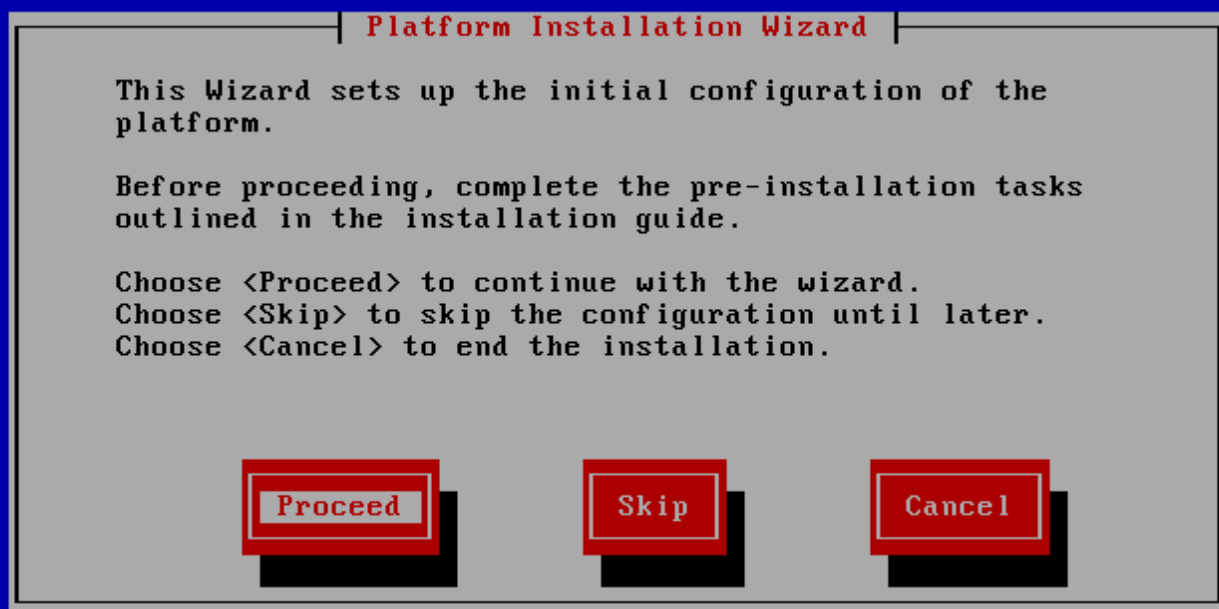 Platform Installation Wizard
This Wizard sets up the initial configuration of the
platform.
Before proceeding, complete the pre-installation tasks
outlined in the installation guide.
Choose <Proceed> to continue with the wizard.
Choose <Skip> to skip the configuration until later.
Choose <Cancel> to end the installation.
Proceed Skip Cancel